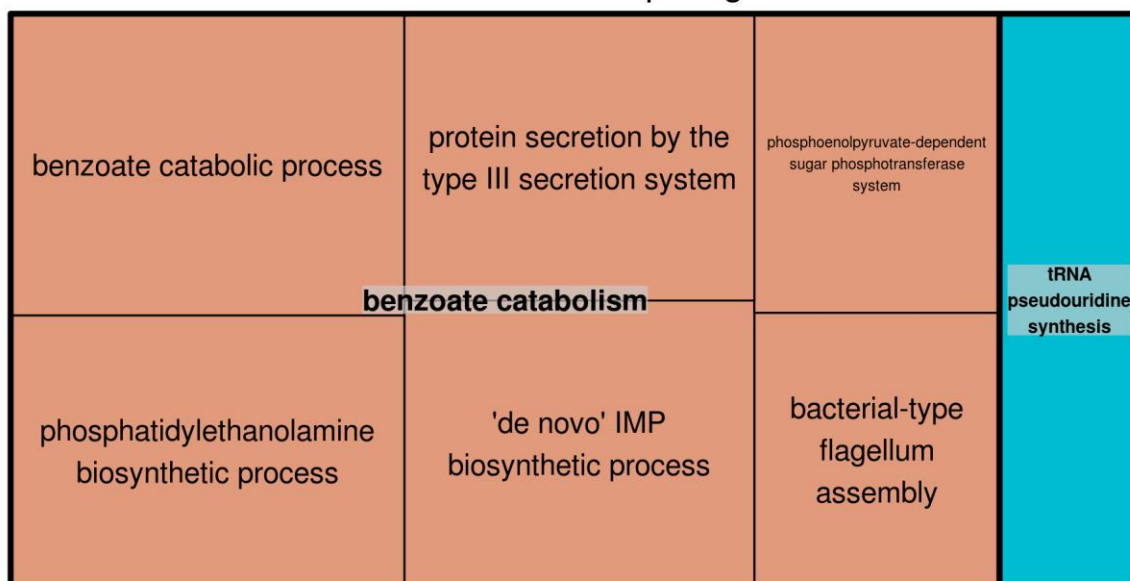 benzoate catabolic process
protein secretion by the
type III secretion system
phosphoenolpyruvate-dependent
sugar phosphotransferase
system
tRNA
pseudouridine
synthesis
benzoate catabolism
phosphatidylethanolamine
biosynthetic process
'de novo' IMP
biosynthetic process
bacterial-type
flagellum
assembly